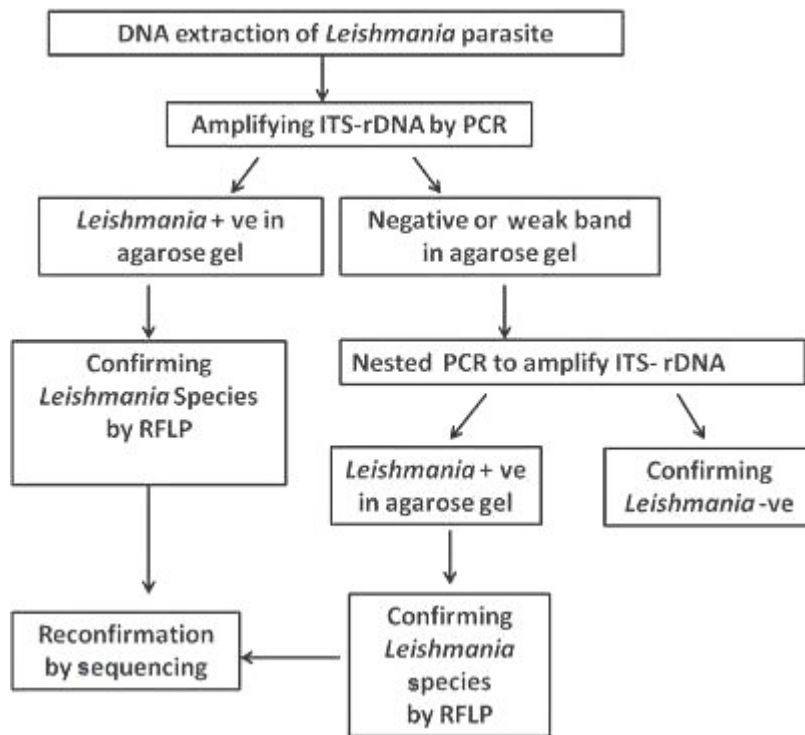 DNA extraction of Leishmania parasite
Amplifying ITS-rDNA by PCR
Leishmania + ve in
agarose gel
Negative or weak band
in agarose gel
Confirming
Leishmania Species
by RFLP
Nested PCR to amplify ITS- rDNA
Leishmania + ve
in agarose gel
Confirming
Leishmania -ve
Reconfirmation
by sequencing
Confirming
Leishmania
species
by RFLP